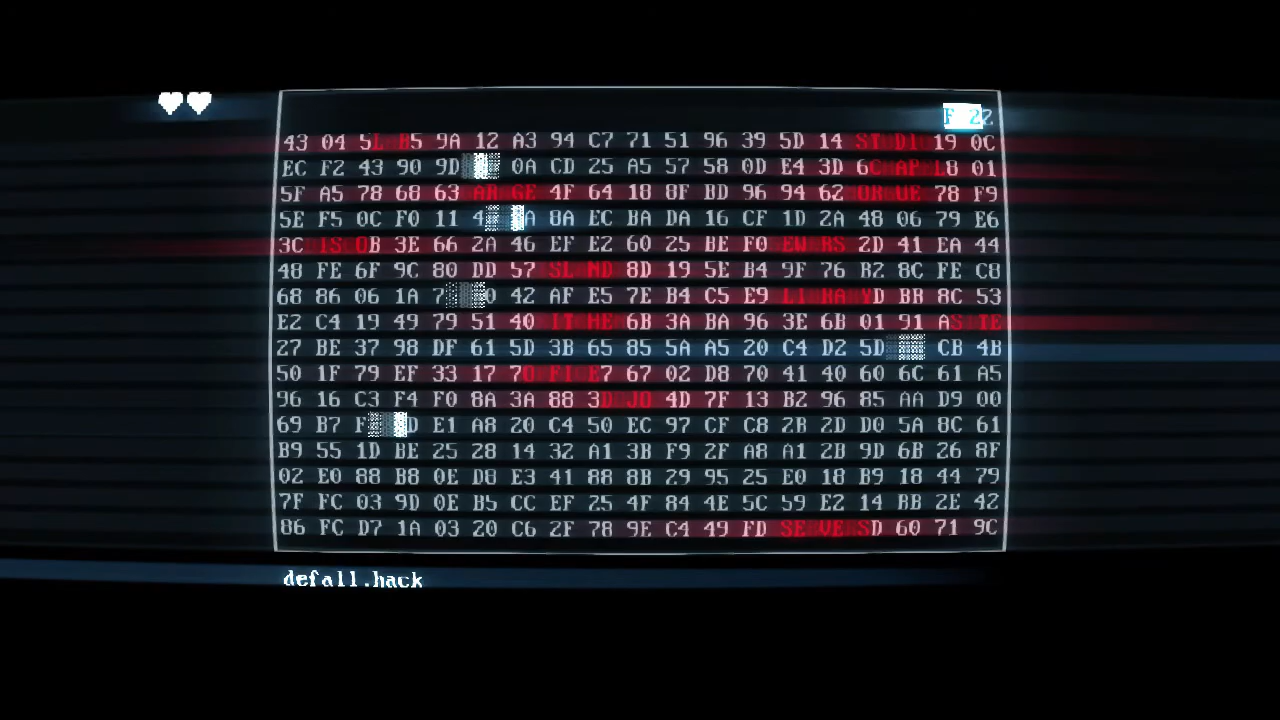 43 04 5 5 9A 12 A3 94 C7 71 51 96 39 5D 14 19 0C
EC F2 43 90 9D 0A CD 25 A5 57 58 0D E4 3D 6CHAPEL8 01
5F A5 78 68 63 4F 64 18 8F BD 96 94 62 78 F9
5E F5 0C F0 11 4 A 8A EC BA DA 16 CF 1D 2A 48 06 79 E6
3C B 3E 66 2A 46 EF E2 60 25 BE F0 2D 41 EA 44
48 FE 6F 9C 80 DD 57 8D 19 5E B4 9F 76 B2 8C FE C8
68 86 06 1A 7 0 42 AF E5 7E B4 C5 E9 D BB 8C 53
E2 C4 19 49 79 51 40 6B 3A BA 96 3E 6B 01 91 A
27 BE 37 98 DF 61 5D 3B 65 85 5A A5 20 C4 D2 5D CB 4B
50 1F 79 EF 33 17 7 7 67 02 D8 70 41 40 60 6C 61 A5
96 16 C3 F4 F0 8A 3A 88 3 4D 7F 13 B2 96 85 AA D9 00
69 B7 F D E1 A8 20 C4 50 EC 97 CF C8 2B 2D D0 5A 8C 61
B9 55 1D BE 25 28 14 32 A1 3B F9 2F A8 A1 2B 9D 6B 26 8F
02 E0 88 B8 0E D8 E3 41 88 8B 29 95 25 E0 18 B9 18 44 79
7F FC 03 9D 0E B5 CC EF 25 4F 84 4E 5C 59 E2 14 BB 2E 42
86 FC D7 1A 03 20 C6 2F 78 9E C4 49 FD D 60 71 9C
defall.hack